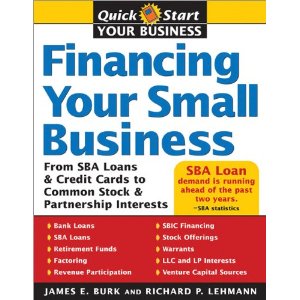 Quick Start
YOUR BUSINESS
Financing
Your Small
Business
From SBA Loans
& Credit Cards to
Common Stock &
Partnership Interests
SBA Loan
demand is running
ahead of the past
two years.
–SBA statistics
• Bank Loans
• SBA Loans
• Retirement Funds
• Factoring
• Revenue Participation
• SBIC Financing
• Stock Offerings
• Warrants
• LLC and LP Interests
• Venture Capital Sources
JAMES E. BURK AND RICHARD P. LEHMANN